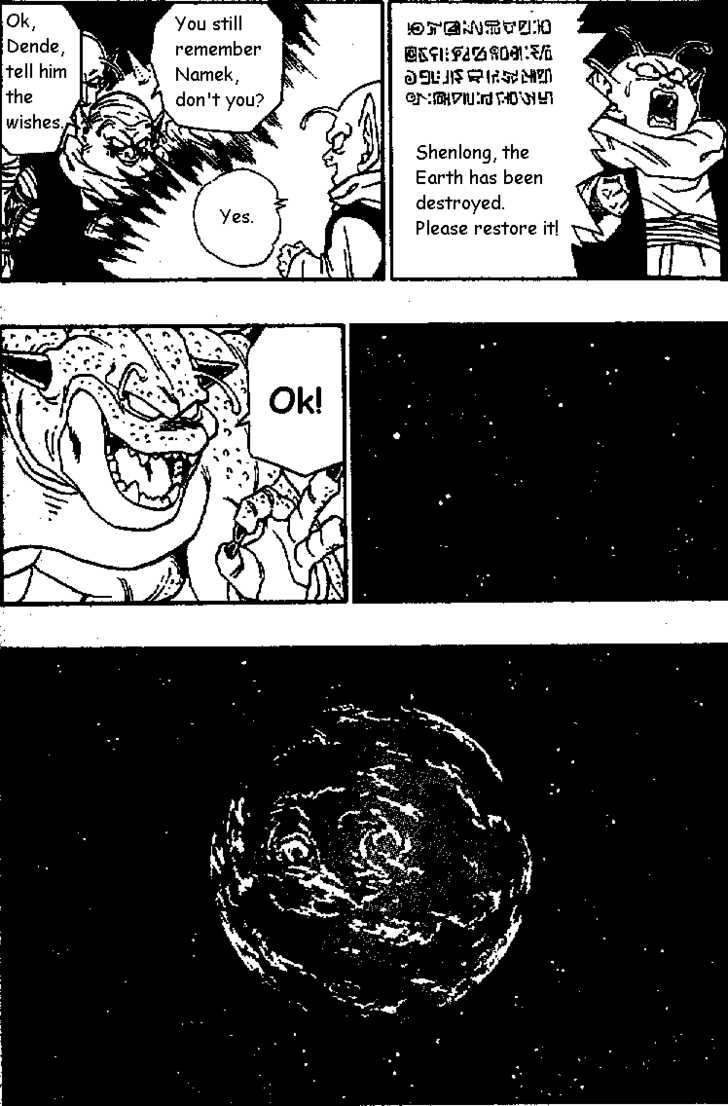 Ok,
Dende,
tell him
the
wishes.
You still
remember
Namek,
don't you?
Yes.
Shenlong, the
Earth has been
destroyed.
Please restore it!
Ok!